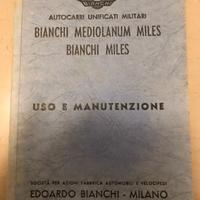 BIANCHI
AUTOCARRI UNIFICATI MILITARI
BIANCHI MEDIOLANUM MILES
BIANCHI MILES
USO E MANUTENZIONE
SOCIETÀ PER AZIONI FABBRICA AUTOMOBILI E VELOCIPEDI
EDOARDO BIANCHI - MILANO